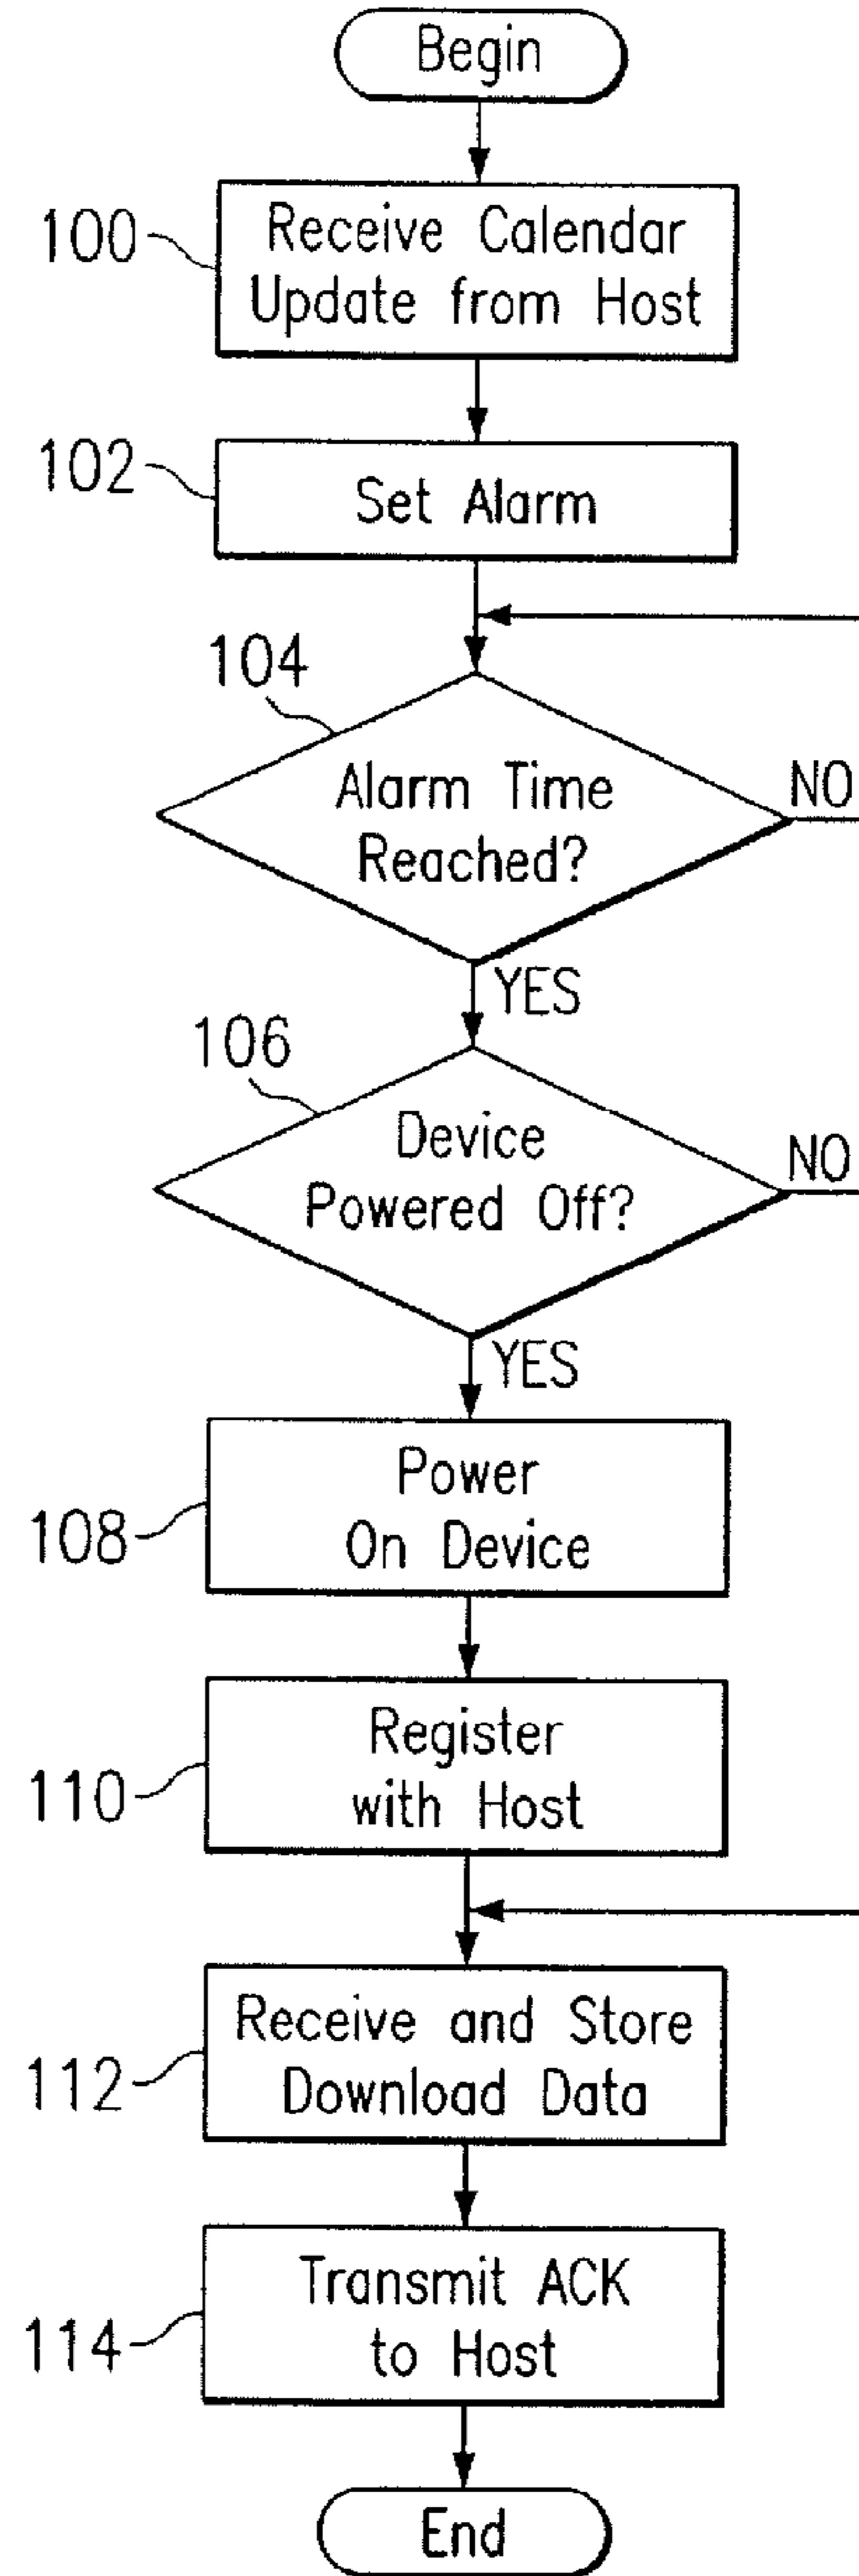 Begin
100
Receive Calendar
Update from Host
102
Set Alarm
104
Alarm Time
Reached?
NO
YES
106
Device
Powered Off?
NO
YES
108
Power
On Device
110
Register
with Host
112
Receive and Store
Download Data
114
Transmit ACK
to Host
End